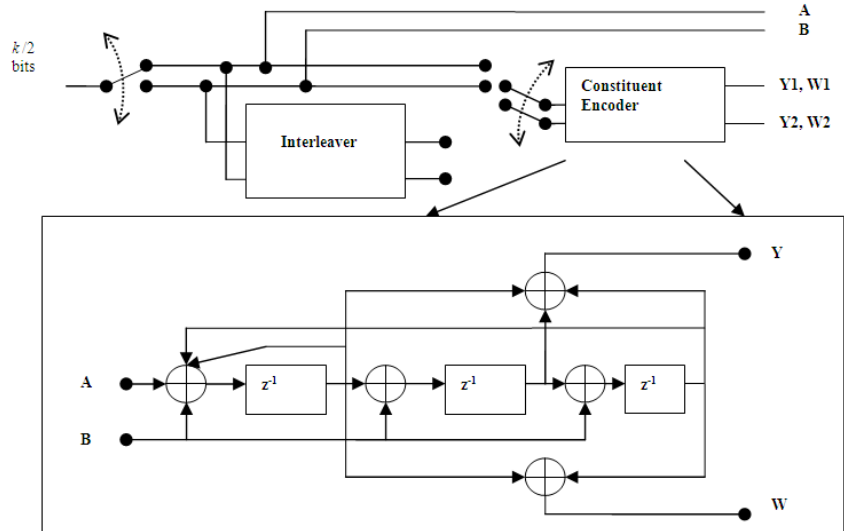 A
B
k/2
bits
Constituent
Encoder
Y1, W1
Y2, W2
Interleaver
Y
A
z-1
z-1
z-1
B
W